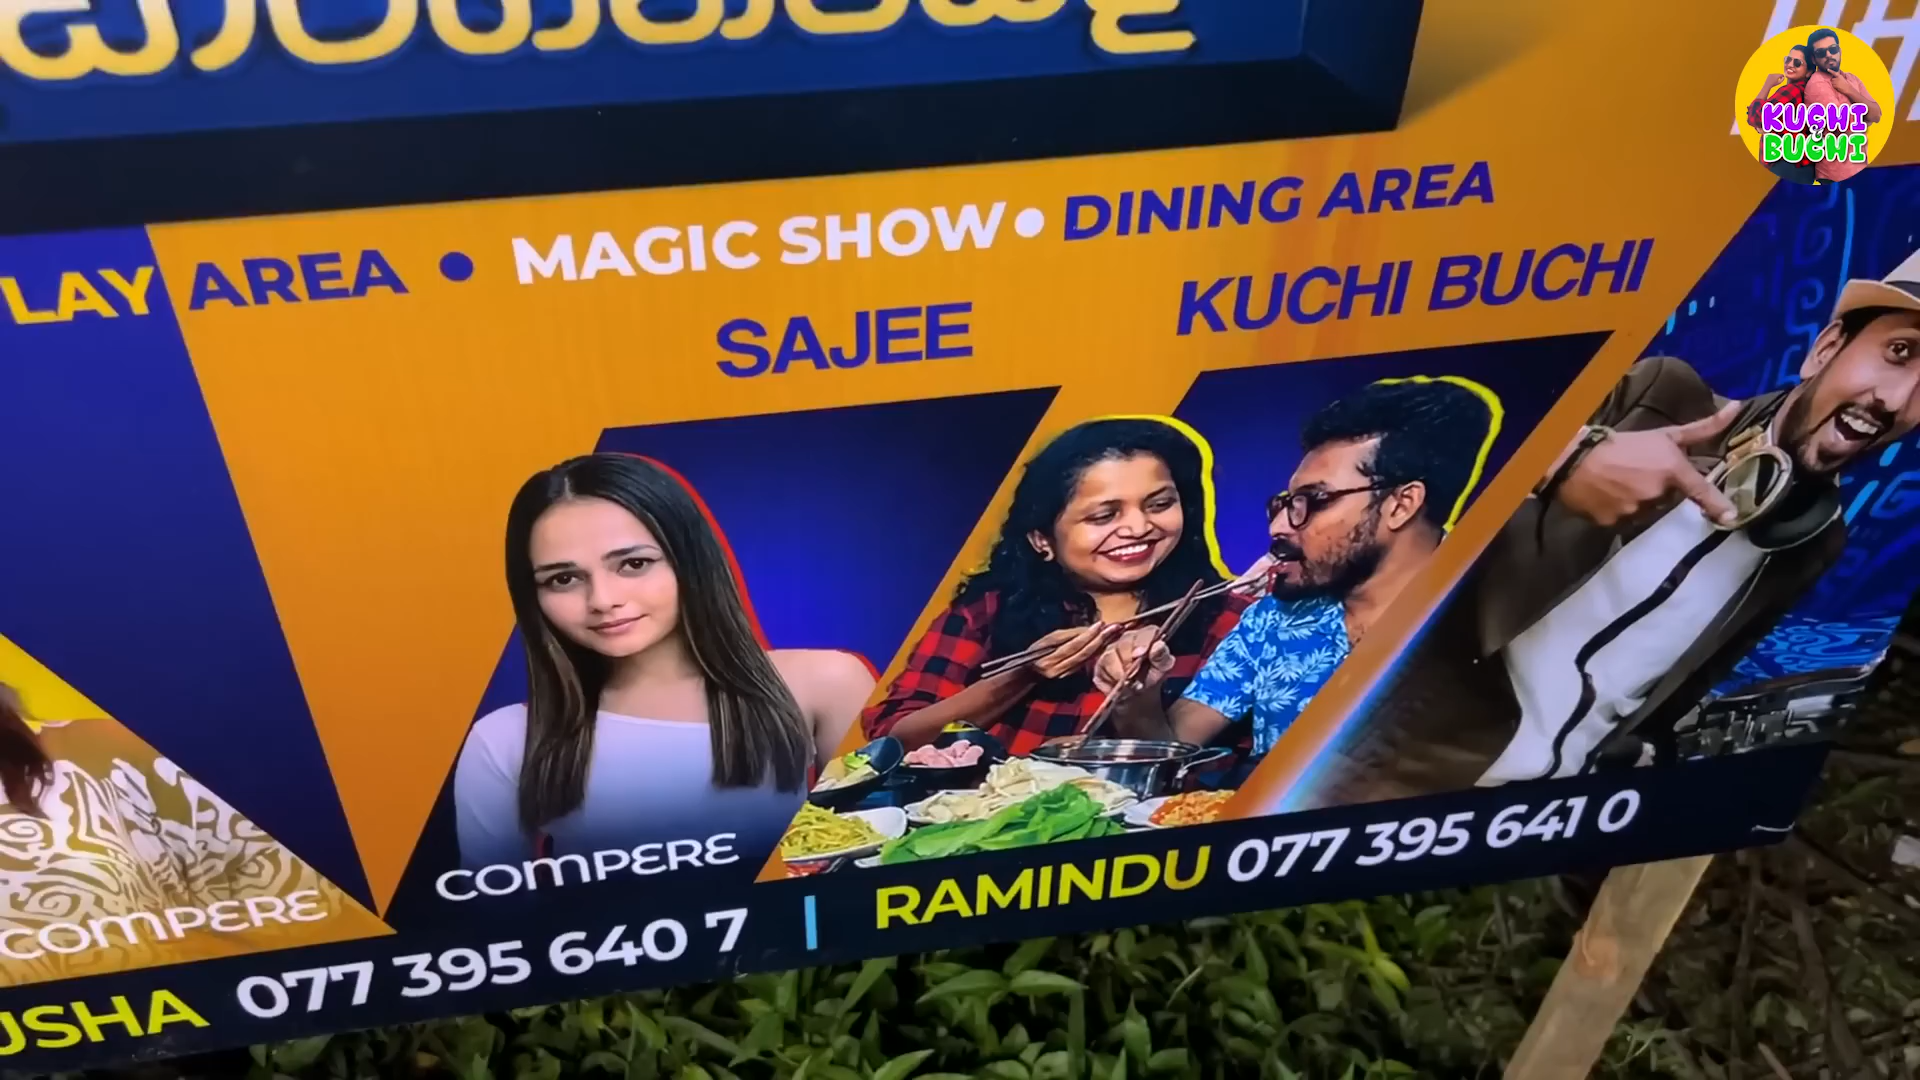 KUCHI
&
BUCHI
LAY AREA • MAGIC SHOW • DINING AREA
SAJEE
KUCHI BUCHI
COMPERE
COMPERE
USHA 077 395 640 7 | RAMINDU 077 395 641 0